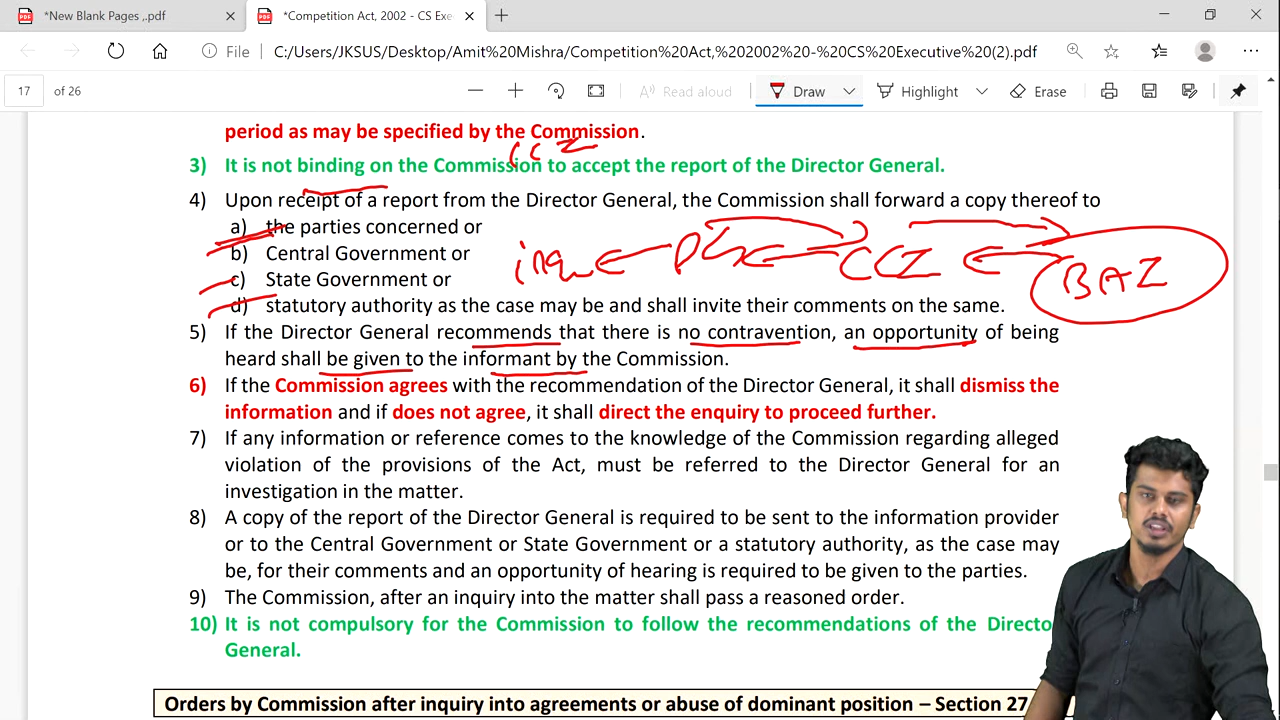 *New Blank Pages ,.pdf
*Competition Act, 2002 - CS Exe
File
C:/Users/JKSUS/Desktop/Amit%20Mishra/Competition%20Act,%202002%20-%20CS%20Executive%20(2).pdf
17 of 26
Read aloud
Draw
Highlight
Erase
period as may be specified by the Commission.
CCI
3) It is not binding on the Commission to accept the report of the Director General.
4) Upon receipt of a report from the Director General, the Commission shall forward a copy thereof to
a) the parties concerned or
b) Central Government or
c) State Government or
d) statutory authority as the case may be and shall invite their comments on the same.
inqu DG CCI BAZ
5) If the Director General recommends that there is no contravention, an opportunity of being
heard shall be given to the informant by the Commission.
6) If the Commission agrees with the recommendation of the Director General, it shall dismiss the
information and if does not agree, it shall direct the enquiry to proceed further.
7) If any information or reference comes to the knowledge of the Commission regarding alleged
violation of the provisions of the Act, must be referred to the Director General for an
investigation in the matter.
8) A copy of the report of the Director General is required to be sent to the information provider
or to the Central Government or State Government or a statutory authority, as the case may
be, for their comments and an opportunity of hearing is required to be given to the parties.
9) The Commission, after an inquiry into the matter shall pass a reasoned order.
10) It is not compulsory for the Commission to follow the recommendations of the Directo
General.
Orders by Commission after inquiry into agreements or abuse of dominant position – Section 27